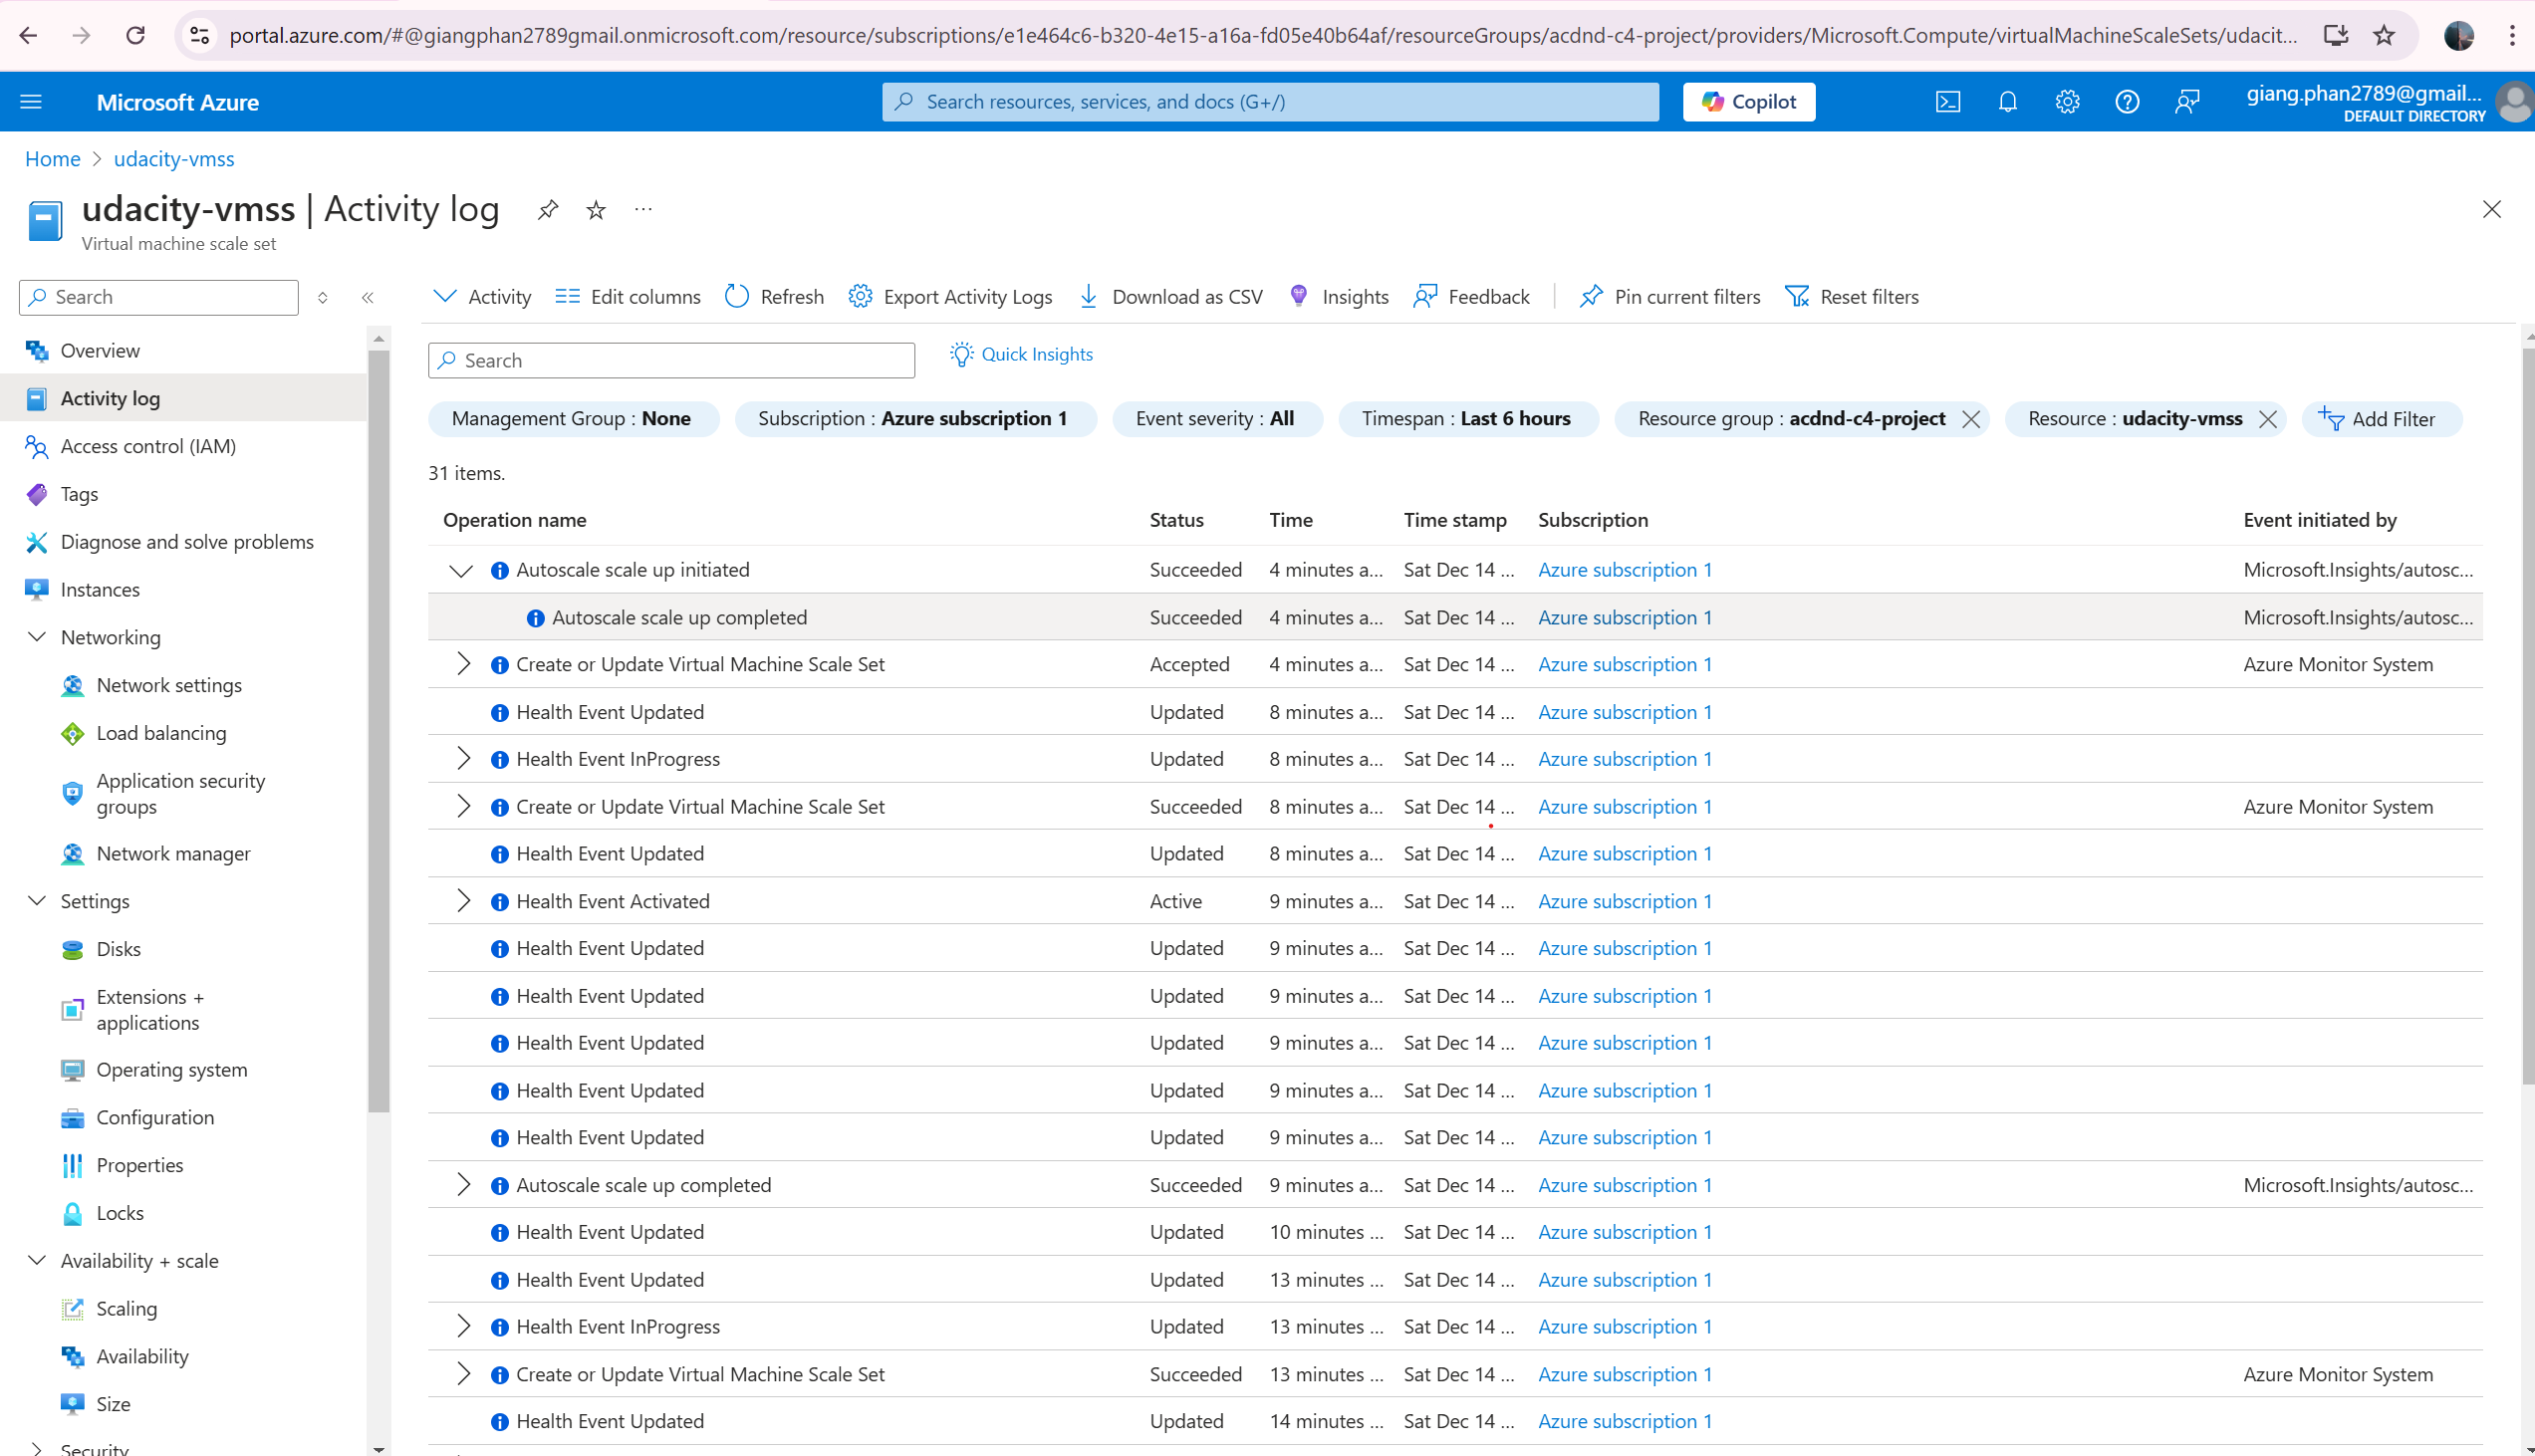 portal.azure.com/#@giangphan2789gmail.onmicrosoft.com/resource/subscriptions/e1e464c6-b320-4e15-a16a-fd05e40b64af/resourceGroups/acdnd-c4-project/providers/Microsoft.Compute/virtualMachineScaleSets/udacit...
Microsoft Azure
Search resources, services, and docs (G+/)
Copilot
giang.phan2789@gmail...
DEFAULT DIRECTORY
Home > udacity-vmss
udacity-vmss | Activity log
Virtual machine scale set
Search
Activity Edit columns Refresh Export Activity Logs Download as CSV Insights Feedback Pin current filters Reset filters
Overview
Activity log
Access control (IAM)
Tags
Diagnose and solve problems
Instances
Networking
Network settings
Load balancing
Application security
groups
Network manager
Settings
Disks
Extensions +
applications
Operating system
Configuration
Properties
Locks
Availability + scale
Scaling
Availability
Size
Security
Search
Quick Insights
Management Group : None Subscription : Azure subscription 1 Event severity : All Timespan : Last 6 hours Resource group : acdnd-c4-project Resource : udacity-vmss Add Filter
31 items.
Operation name Status Time Time stamp Subscription Event initiated by
Autoscale scale up initiated Succeeded 4 minutes a... Sat Dec 14 ... Azure subscription 1 Microsoft.Insights/autosc...
Autoscale scale up completed Succeeded 4 minutes a... Sat Dec 14 ... Azure subscription 1 Microsoft.Insights/autosc...
Create or Update Virtual Machine Scale Set Accepted 4 minutes a... Sat Dec 14 ... Azure subscription 1 Azure Monitor System
Health Event Updated Updated 8 minutes a... Sat Dec 14 ... Azure subscription 1
Health Event InProgress Updated 8 minutes a... Sat Dec 14 ... Azure subscription 1
Create or Update Virtual Machine Scale Set Succeeded 8 minutes a... Sat Dec 14 ... Azure subscription 1 Azure Monitor System
Health Event Updated Updated 8 minutes a... Sat Dec 14 ... Azure subscription 1
Health Event Activated Active 9 minutes a... Sat Dec 14 ... Azure subscription 1
Health Event Updated Updated 9 minutes a... Sat Dec 14 ... Azure subscription 1
Health Event Updated Updated 9 minutes a... Sat Dec 14 ... Azure subscription 1
Health Event Updated Updated 9 minutes a... Sat Dec 14 ... Azure subscription 1
Health Event Updated Updated 9 minutes a... Sat Dec 14 ... Azure subscription 1
Health Event Updated Updated 9 minutes a... Sat Dec 14 ... Azure subscription 1
Autoscale scale up completed Succeeded 9 minutes a... Sat Dec 14 ... Azure subscription 1 Microsoft.Insights/autosc...
Health Event Updated Updated 10 minutes ... Sat Dec 14 ... Azure subscription 1
Health Event Updated Updated 13 minutes ... Sat Dec 14 ... Azure subscription 1
Health Event InProgress Updated 13 minutes ... Sat Dec 14 ... Azure subscription 1
Create or Update Virtual Machine Scale Set Succeeded 13 minutes ... Sat Dec 14 ... Azure subscription 1 Azure Monitor System
Health Event Updated Updated 14 minutes ... Sat Dec 14 ... Azure subscription 1